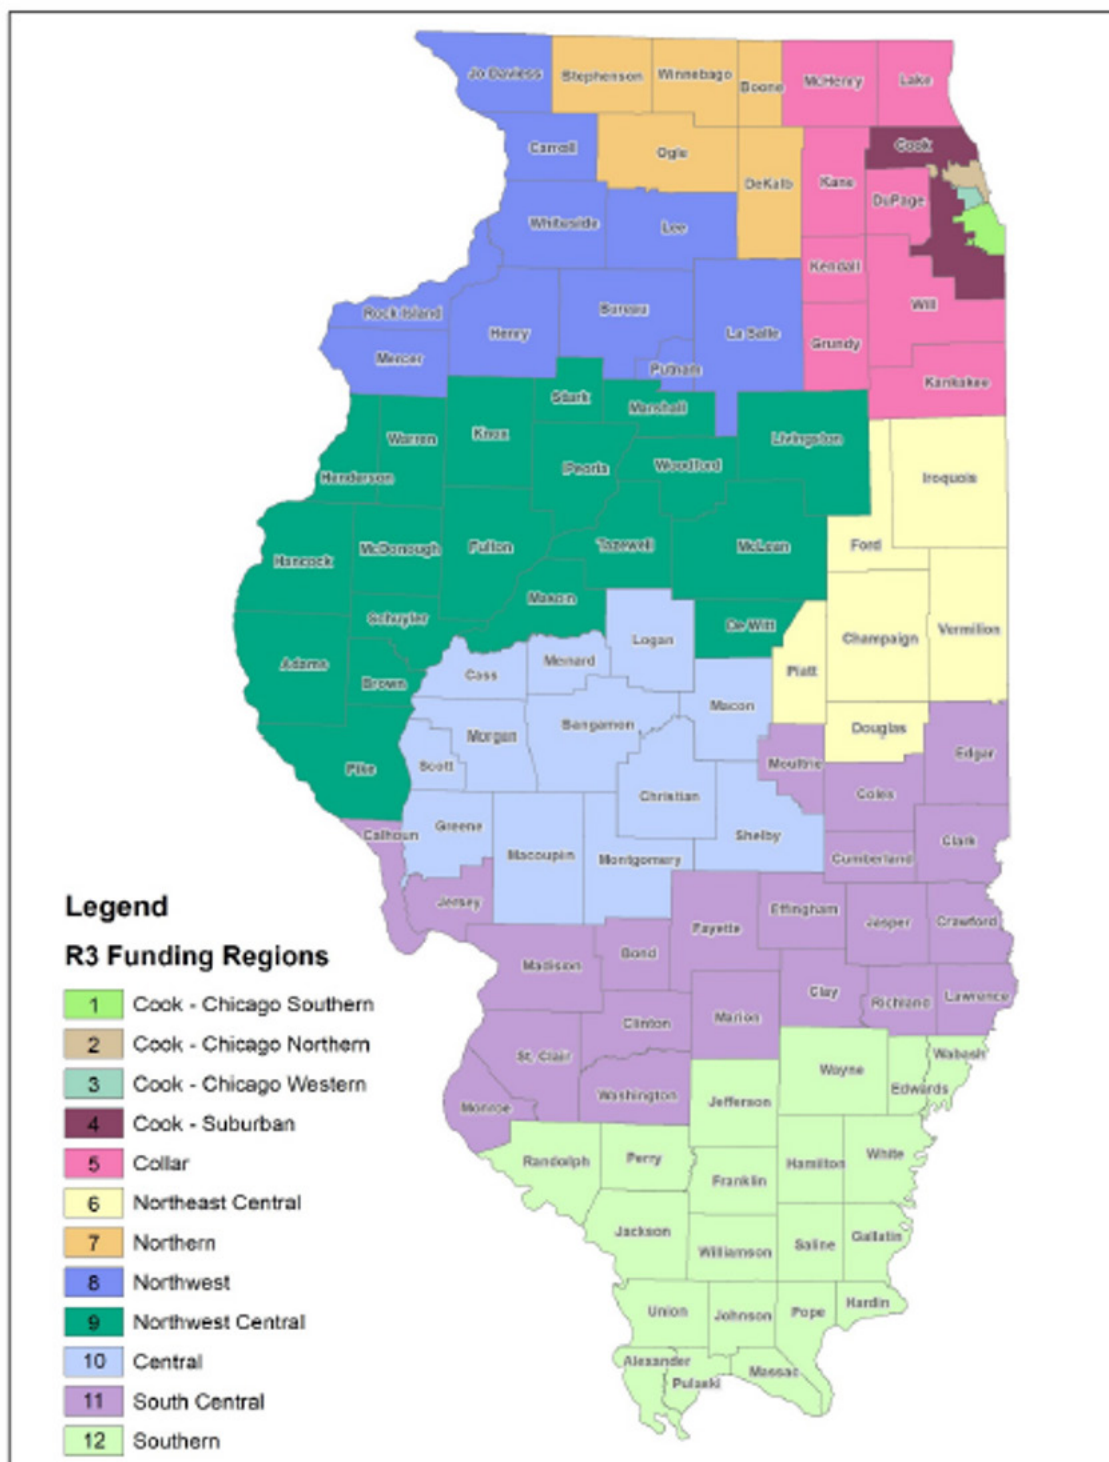 Jo Daviess Stephenson Winnebago Boone McHenry Lake
Carroll Ogle DeKalb Kane Cook
DuPage
Whiteside Lee
Kendall
Rock Island Henry Bureau La Salle Will
Mercer Putnam Grundy
Kankakee
Stark Marshall
Warren Knox Peoria Woodford Livingston
Henderson Iroquois
Hancock McDonough Fulton Tazewell McLean Ford
Mason
Schuyler Logan De Witt Champaign Vermilion
Adams Brown Cass Menard Piatt
Macon
Morgan Sangamon Douglas
Pike Scott Moultrie Edgar
Christian Coles
Calhoun Greene Shelby Clark
Macoupin Montgomery Cumberland
Jersey Fayette Effingham Jasper Crawford
Madison Bond
Clay Richland Lawrence
Clinton Marion
St. Clair Wabash
Monroe Washington Jefferson Wayne Edwards
Randolph Perry Hamilton White
Franklin
Jackson Williamson Saline Gallatin
Union Johnson Pope Hardin
Alexander Pulaski Massac
Legend
R3 Funding Regions
1 Cook - Chicago Southern
2 Cook - Chicago Northern
3 Cook - Chicago Western
4 Cook - Suburban
5 Collar
6 Northeast Central
7 Northern
8 Northwest
9 Northwest Central
10 Central
11 South Central
12 Southern